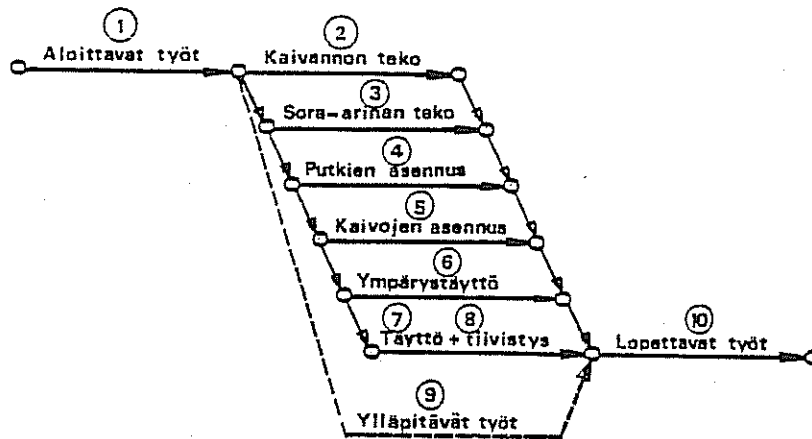 1
Aloittavat työt
2
Kaivannon teko
3
Sora-arinan teko
4
Putkien asennus
5
Kaivojen asennus
6
Ympärystäyttö
7 8
Täyttö + tiivistys
9
Ylläpitävät työt
10
Lopettavat työt